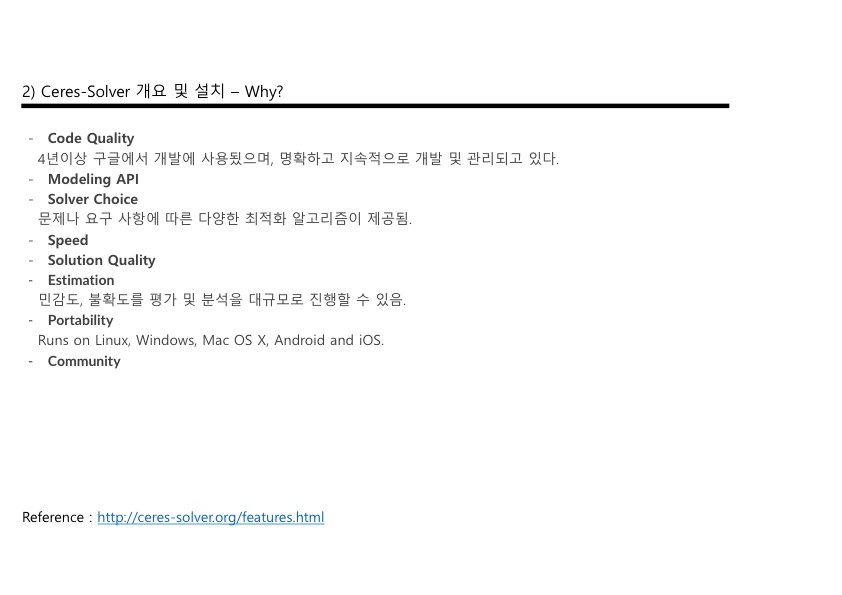 2) Ceres-Solver 개요 및 설치 – Why?
- Code Quality
4년이상 구글에서 개발에 사용됬으며, 명확하고 지속적으로 개발 및 관리되고 있다.
- Modeling API
- Solver Choice
문제나 요구 사항에 따른 다양한 최적화 알고리즘이 제공됨.
- Speed
- Solution Quality
- Estimation
민감도, 불확도를 평가 및 분석을 대규모로 진행할 수 있음.
- Portability
Runs on Linux, Windows, Mac OS X, Android and iOS.
- Community
Reference : http://ceres-solver.org/features.html